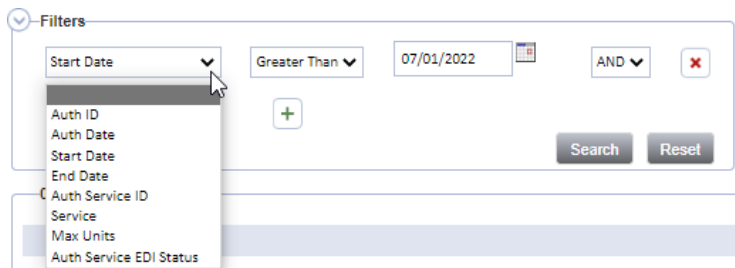 Filters
Start Date Greater Than 07/01/2022 AND
Auth ID
Auth Date
Start Date
End Date
Auth Service ID
Service
Max Units
Auth Service EDI Status
Search Reset